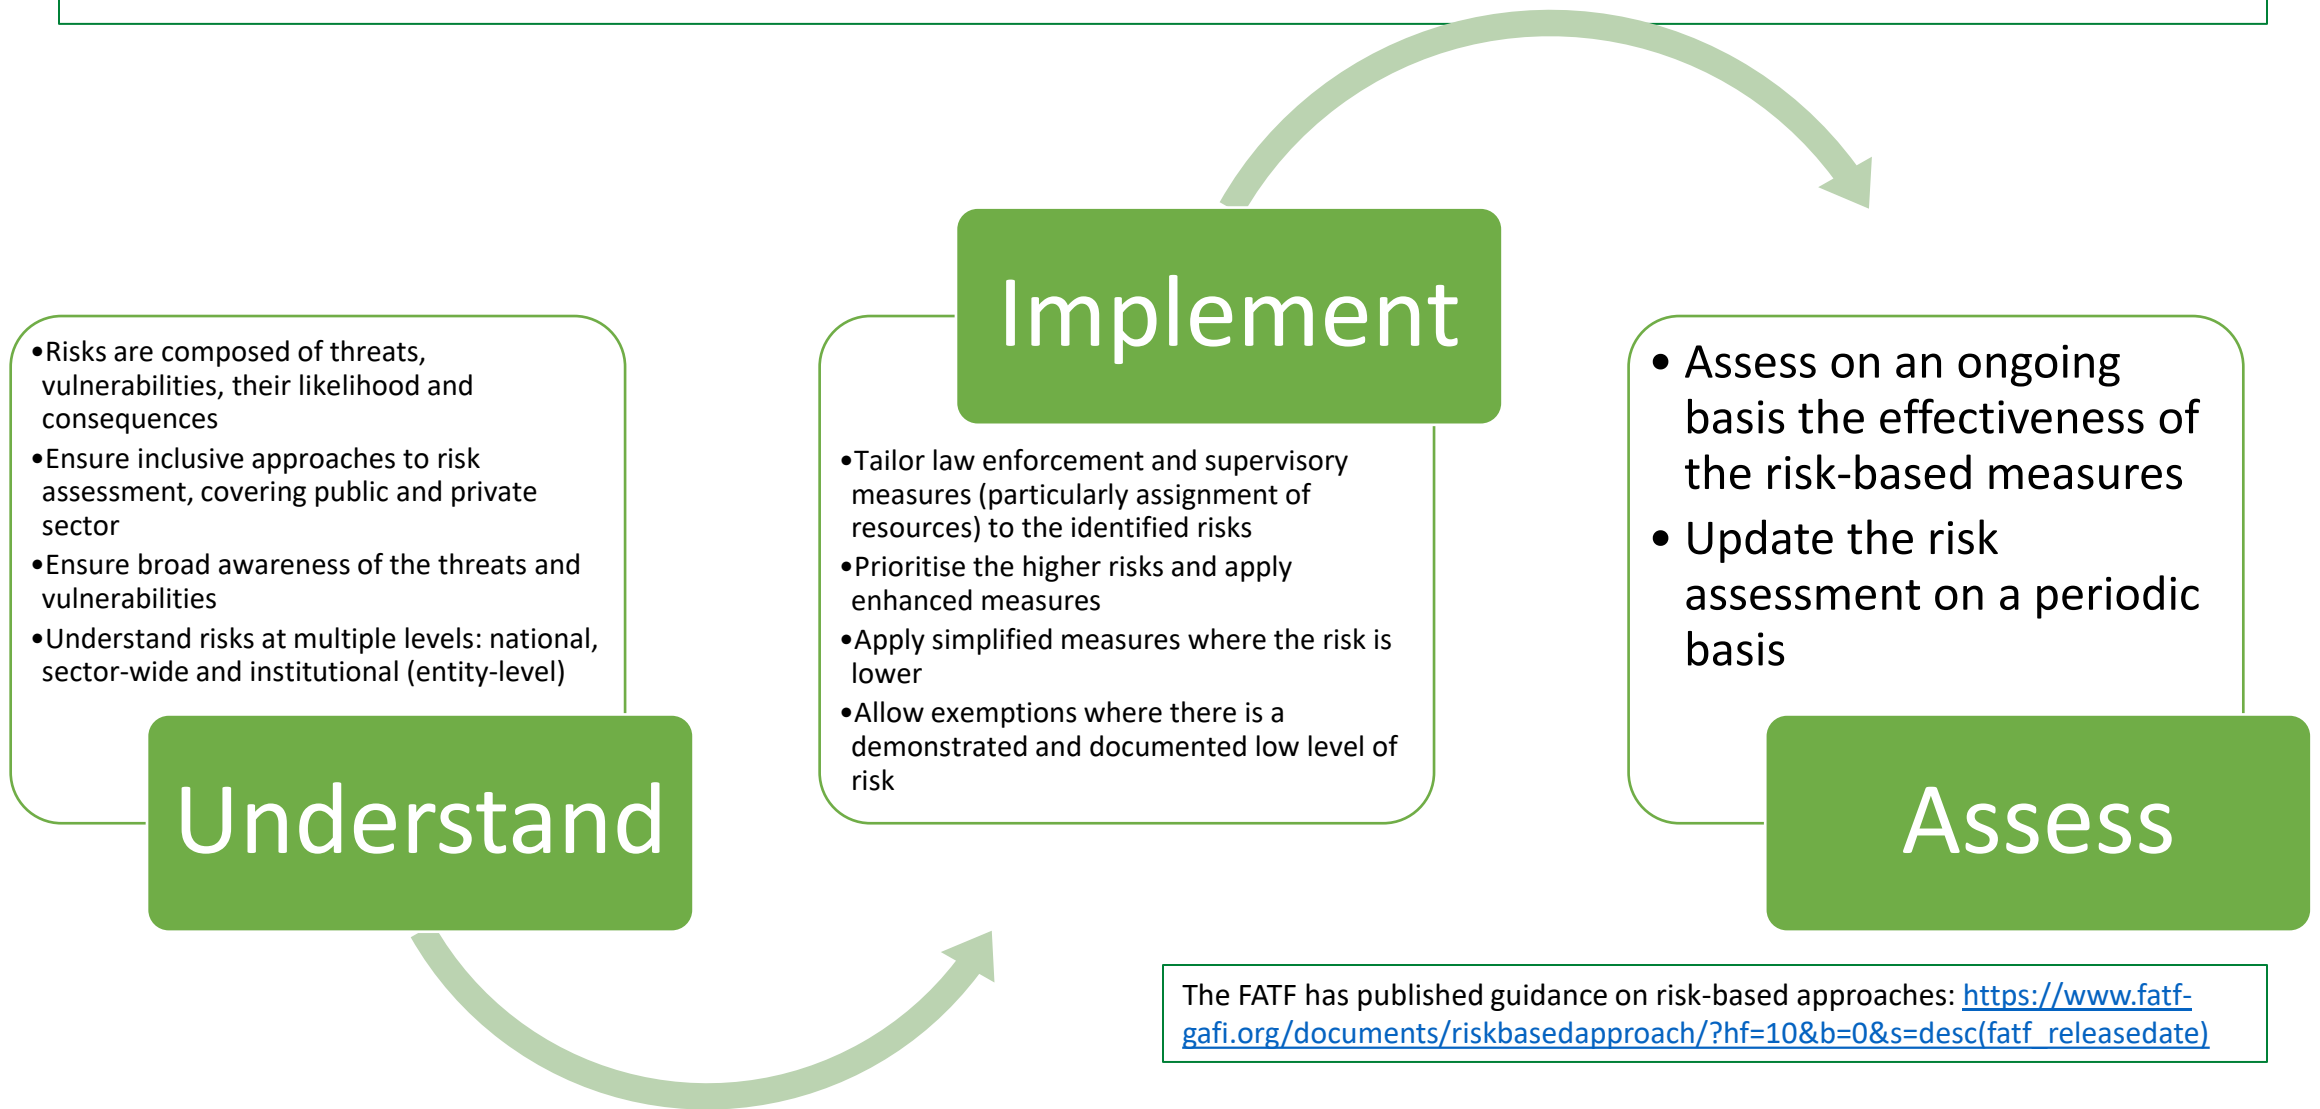 •Risks are composed of threats,
vulnerabilities, their likelihood and
consequences
•Ensure inclusive approaches to risk
assessment, covering public and private
sector
•Ensure broad awareness of the threats and
vulnerabilities
•Understand risks at multiple levels: national,
sector-wide and institutional (entity-level)
Understand
Implement
•Tailor law enforcement and supervisory
measures (particularly assignment of
resources) to the identified risks
•Prioritise the higher risks and apply
enhanced measures
•Apply simplified measures where the risk is
lower
•Allow exemptions where there is a
demonstrated and documented low level of
risk
• Assess on an ongoing
basis the effectiveness of
the risk-based measures
• Update the risk
assessment on a periodic
basis
Assess
The FATF has published guidance on risk-based approaches: https://www.fatf-
gafi.org/documents/riskbasedapproach/?hf=10&b=0&s=desc(fatf_releasedate)